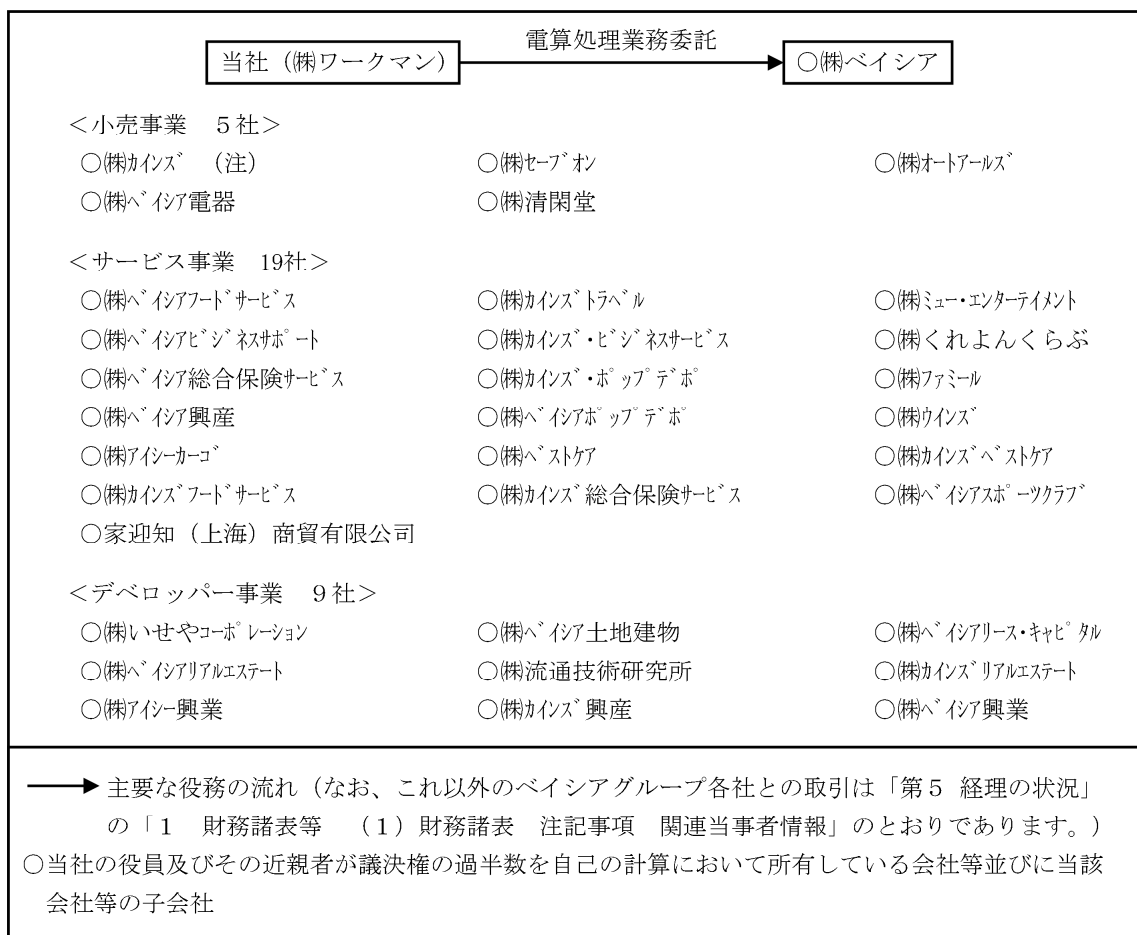 電算処理業務委託
当社(㈱ワークマン) ○㈱ベイシア
<小売事業 5社>
○㈱ｶｲﾝｽﾞ (注) ○㈱ｾｰﾌﾞｵﾝ ○㈱ｵｰﾄｱｰﾙｽﾞ
○㈱ﾍﾞｲｼｱ電器 ○㈱清閑堂
<サービス事業 19社>
○㈱ﾍﾞｲｼｱﾌｰﾄﾞｻｰﾋﾞｽ ○㈱ｶｲﾝｽﾞﾄﾗﾍﾞﾙ ○㈱ﾐｭｰ･ｴﾝﾀｰﾃｲﾒﾝﾄ
○㈱ﾍﾞｲｼｱﾋﾞｼﾞﾈｽｻﾎﾟｰﾄ ○㈱ｶｲﾝｽﾞ･ﾋﾞｼﾞﾈｽｻｰﾋﾞｽ ○㈱くれよんくらぶ
○㈱ﾍﾞｲｼｱ総合保険ｻｰﾋﾞｽ ○㈱ｶｲﾝｽﾞ･ﾎﾟｯﾌﾟﾃﾞﾎﾟ ○㈱ﾌｧﾐｰﾙ
○㈱ﾍﾞｲｼｱ興産 ○㈱ﾍﾞｲｼｱﾎﾟｯﾌﾟﾃﾞﾎﾟ ○㈱ｳｲﾝｽﾞ
○㈱ｱｲｼｰｶｰｺﾞ ○㈱ﾍﾞｽﾄｹｱ ○㈱ｶｲﾝｽﾞﾍﾞｽﾄｹｱ
○㈱ｶｲﾝｽﾞﾌｰﾄﾞｻｰﾋﾞｽ ○㈱ｶｲﾝｽﾞ総合保険ｻｰﾋﾞｽ ○㈱ﾍﾞｲｼｱｽﾎﾟｰﾂｸﾗﾌﾞ
○家迎知(上海)商貿有限公司
<デベロッパー事業 9社>
○㈱いせやｺｰﾎﾟﾚｰｼｮﾝ ○㈱ﾍﾞｲｼｱ土地建物 ○㈱ﾍﾞｲｼｱﾘｰｽ･ｷｬﾋﾟﾀﾙ
○㈱ﾍﾞｲｼｱﾘｱﾙｴｽﾃｰﾄ ○㈱流通技術研究所 ○㈱ｶｲﾝｽﾞﾘｱﾙｴｽﾃｰﾄ
○㈱ｱｲｼｰ興業 ○㈱ｶｲﾝｽﾞ興産 ○㈱ﾍﾞｲｼｱ興業
主要な役務の流れ(なお、これ以外のベイシアグループ各社との取引は「第5 経理の状況」
の「1 財務諸表等 (1)財務諸表 注記事項 関連当事者情報」のとおりであります。)
○当社の役員及びその近親者が議決権の過半数を自己の計算において所有している会社等並びに当該
会社等の子会社